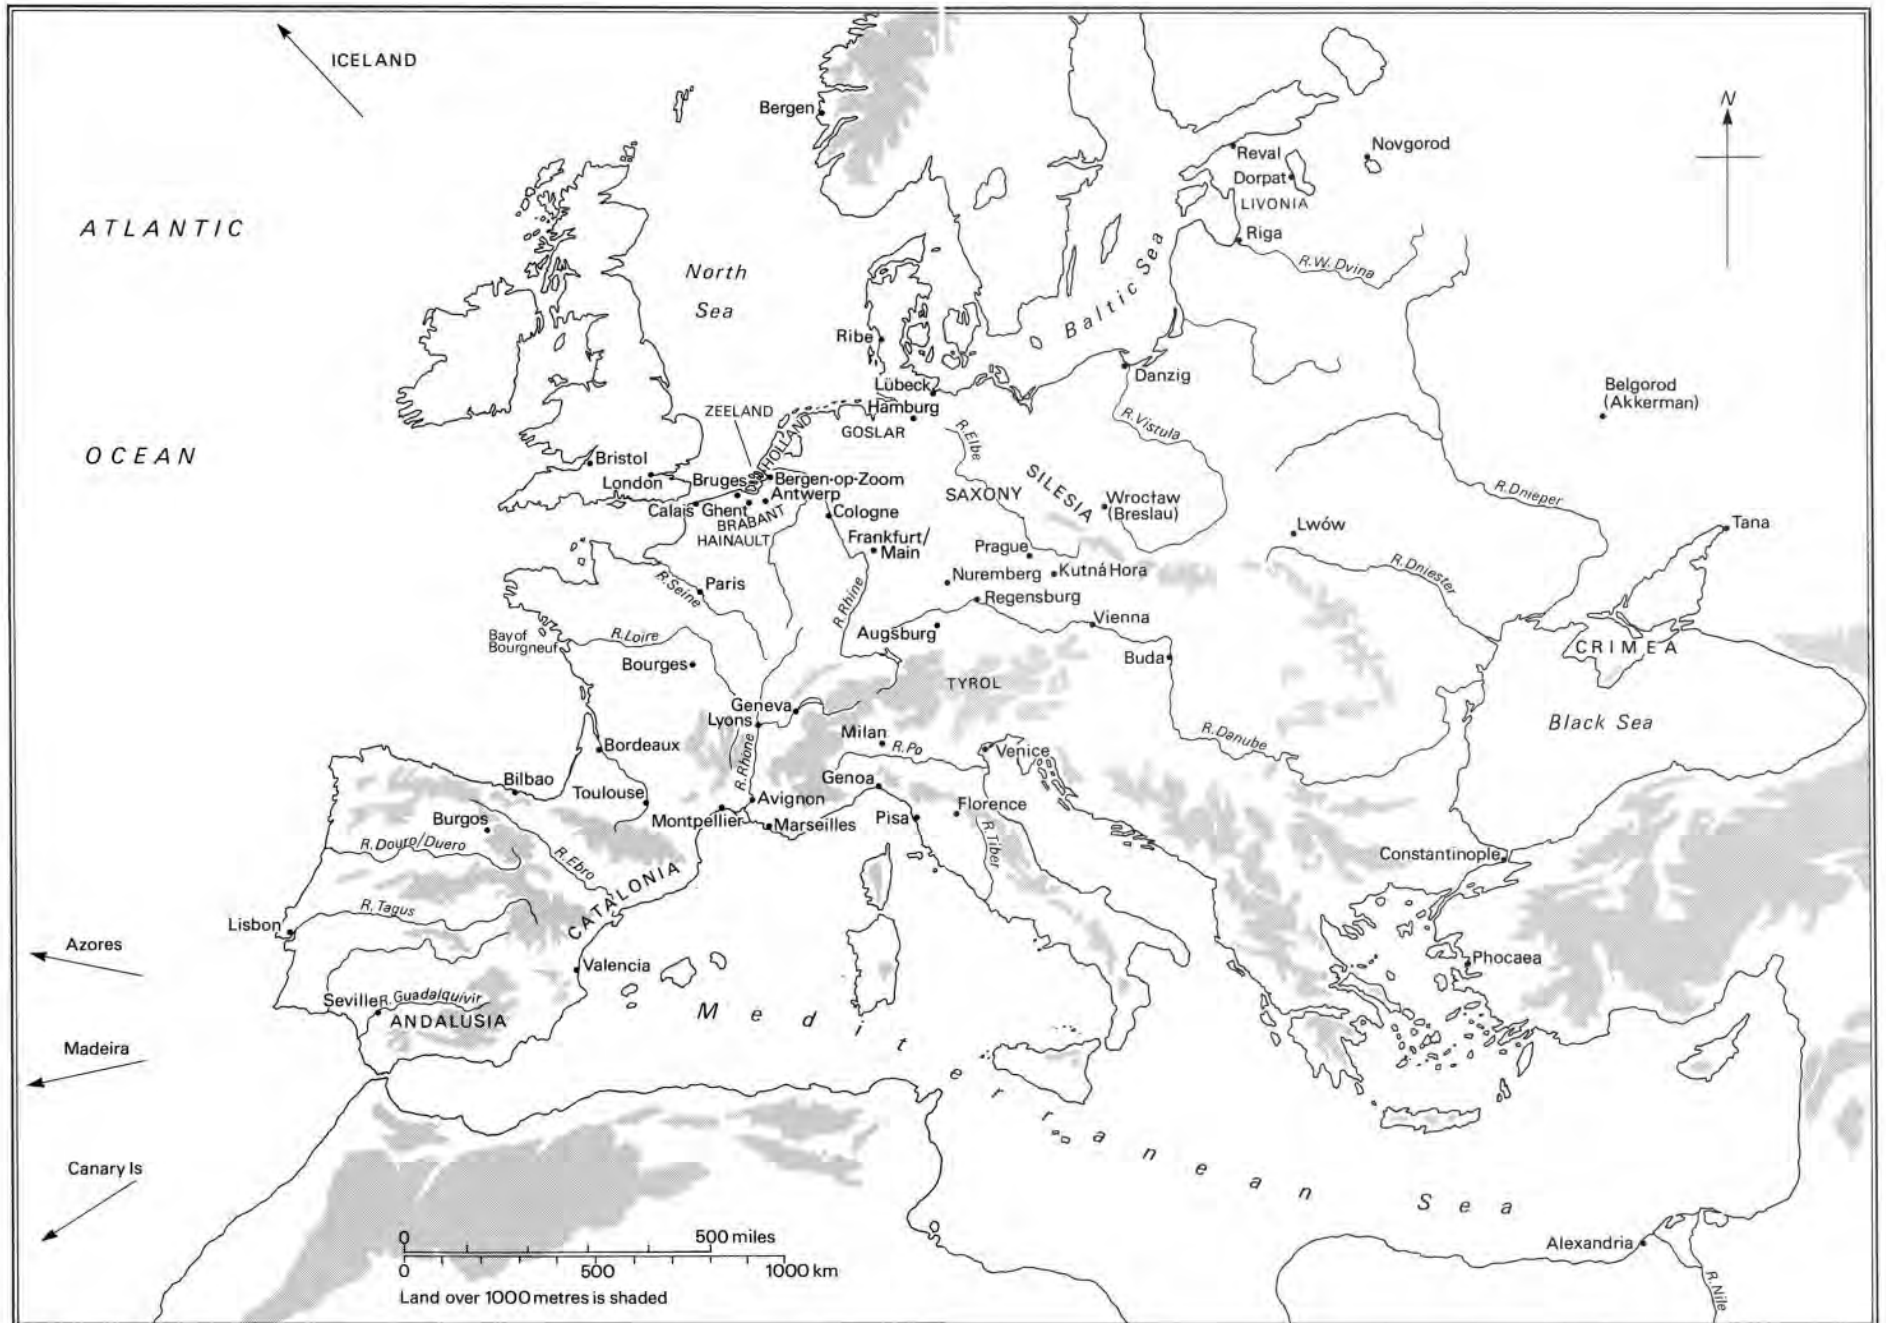 ICELAND
N
Bergen
Reval
Novgorod
Dorpat
LIVONIA
Riga
R.W. Dvina
ATLANTIC
OCEAN
North
Sea
Baltic Sea
Ribe
Lübeck
Hamburg
GOSLAR
Danzig
R.Vistula
Belgorod
(Akkerman)
ZEELAND
HOLLAND
R.Elbe
Bristol
London
Bruges
Bergen-op-Zoom
Antwerp
Calais
Ghent
BRABANT
HAINAULT
Cologne
SAXONY
SILESIA
Wrocław
(Breslau)
R.Dnieper
Lwów
Tana
Frankfurt/
Main
Prague
Kutná Hora
Nuremberg
Regensburg
R.Dniester
R.Seine
Paris
R.Rhine
Augsburg
Vienna
Bay of
Bourgneuf
R.Loire
Bourges
Buda
CRIMEA
TYROL
Geneva
Lyons
Black Sea
Milan
R.Po
Venice
R.Danube
Bordeaux
R.Rhone
Bilbao
Toulouse
Genoa
Avignon
Florence
Burgos
Montpellier
Marseilles
Pisa
R.Tiber
R.Douro/Duero
R.Ebro
CATALONIA
Constantinople
R.Tagus
Lisbon
Azores
Valencia
Phocaea
Seville
R.Guadalquivir
ANDALUSIA
Mediterranean Sea
Madeira
Canary Is
Alexandria
R.Nile
0 500 miles
0 500 1000 km
Land over 1000 metres is shaded